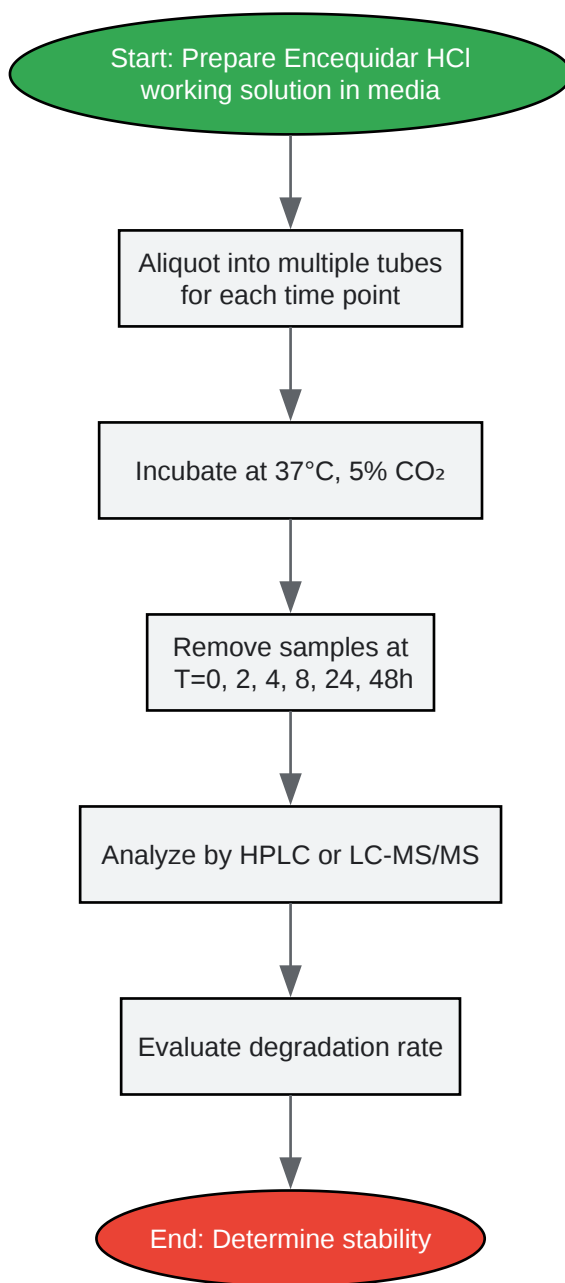 Start: Prepare Encequidar HCl
working solution in media
Aliquot into multiple tubes
for each time point
Incubate at 37°C, 5% CO₂
Remove samples at
T=0, 2, 4, 8, 24, 48h
Analyze by HPLC or LC-MS/MS
Evaluate degradation rate
End: Determine stability